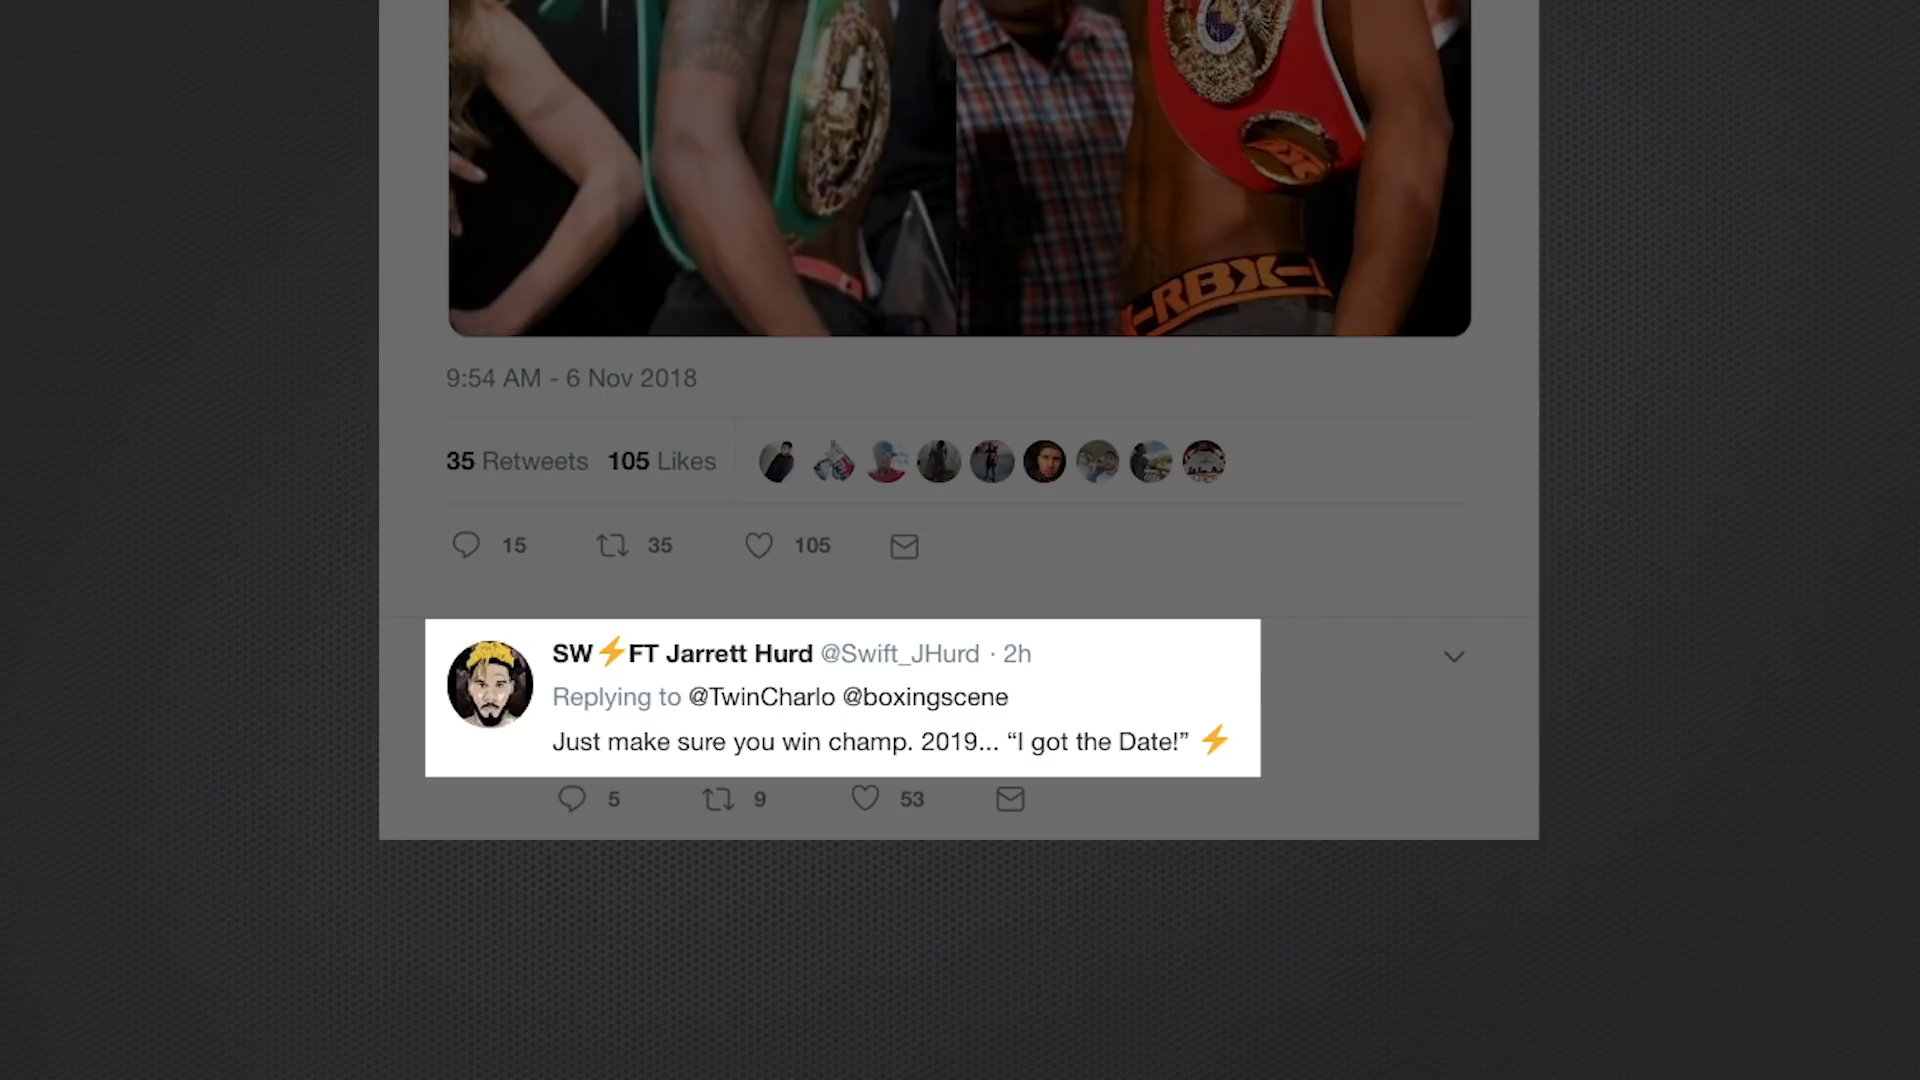 RBX
9:54 AM - 6 Nov 2018
35 Retweets 105 Likes
15 35 105
SW⚡FT Jarrett Hurd @Swift_JHurd · 2h
Replying to @TwinCharlo @boxingscene
Just make sure you win champ. 2019... “I got the Date!” ⚡
5 9 53